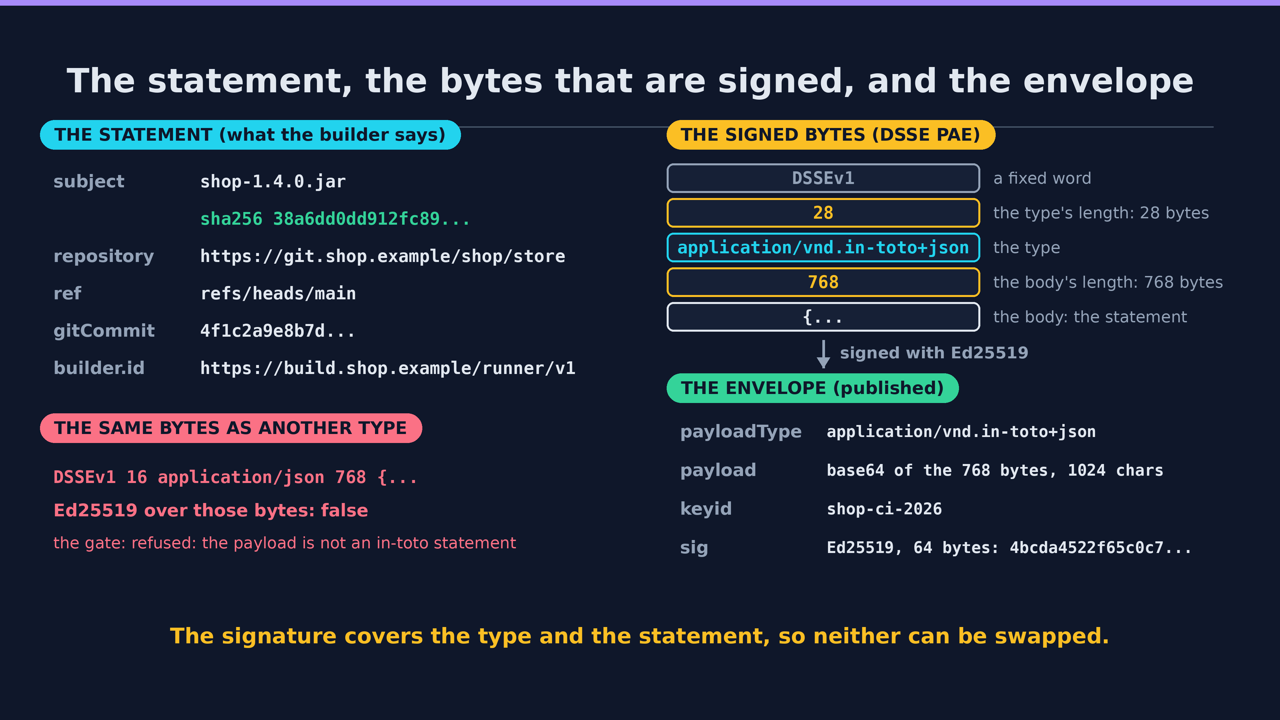 The statement, the bytes that are signed, and the envelope
THE STATEMENT (what the builder says)
subject shop-1.4.0.jar
sha256 38a6dd0dd912fc89...
repository https://git.shop.example/shop/store
ref refs/heads/main
gitCommit 4f1c2a9e8b7d...
builder.id https://build.shop.example/runner/v1
THE SAME BYTES AS ANOTHER TYPE
DSSEv1 16 application/json 768 {...
Ed25519 over those bytes: false
the gate: refused: the payload is not an in-toto statement
THE SIGNED BYTES (DSSE PAE)
DSSEv1 a fixed word
28 the type's length: 28 bytes
application/vnd.in-toto+json the type
768 the body's length: 768 bytes
{... the body: the statement
signed with Ed25519
THE ENVELOPE (published)
payloadType application/vnd.in-toto+json
payload base64 of the 768 bytes, 1024 chars
keyid shop-ci-2026
sig Ed25519, 64 bytes: 4bcda4522f65c0c7...
The signature covers the type and the statement, so neither can be swapped.